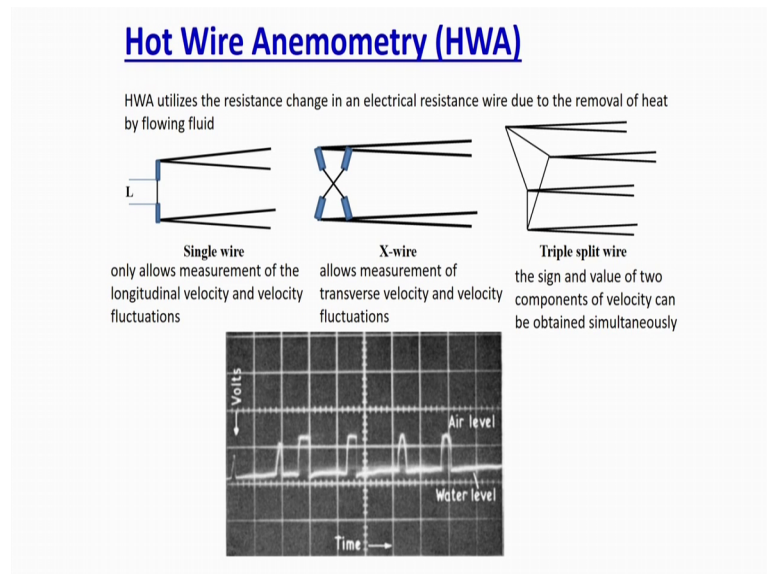 Hot Wire Anemometry (HWA)
HWA utilizes the resistance change in an electrical resistance wire due to the removal of heat
by flowing fluid
L
Single wire
only allows measurement of the
longitudinal velocity and velocity
fluctuations
X-wire
allows measurement of
transverse velocity and velocity
fluctuations
Triple split wire
the sign and value of two
components of velocity can
be obtained simultaneously
Volts
Air level
Water level
Time